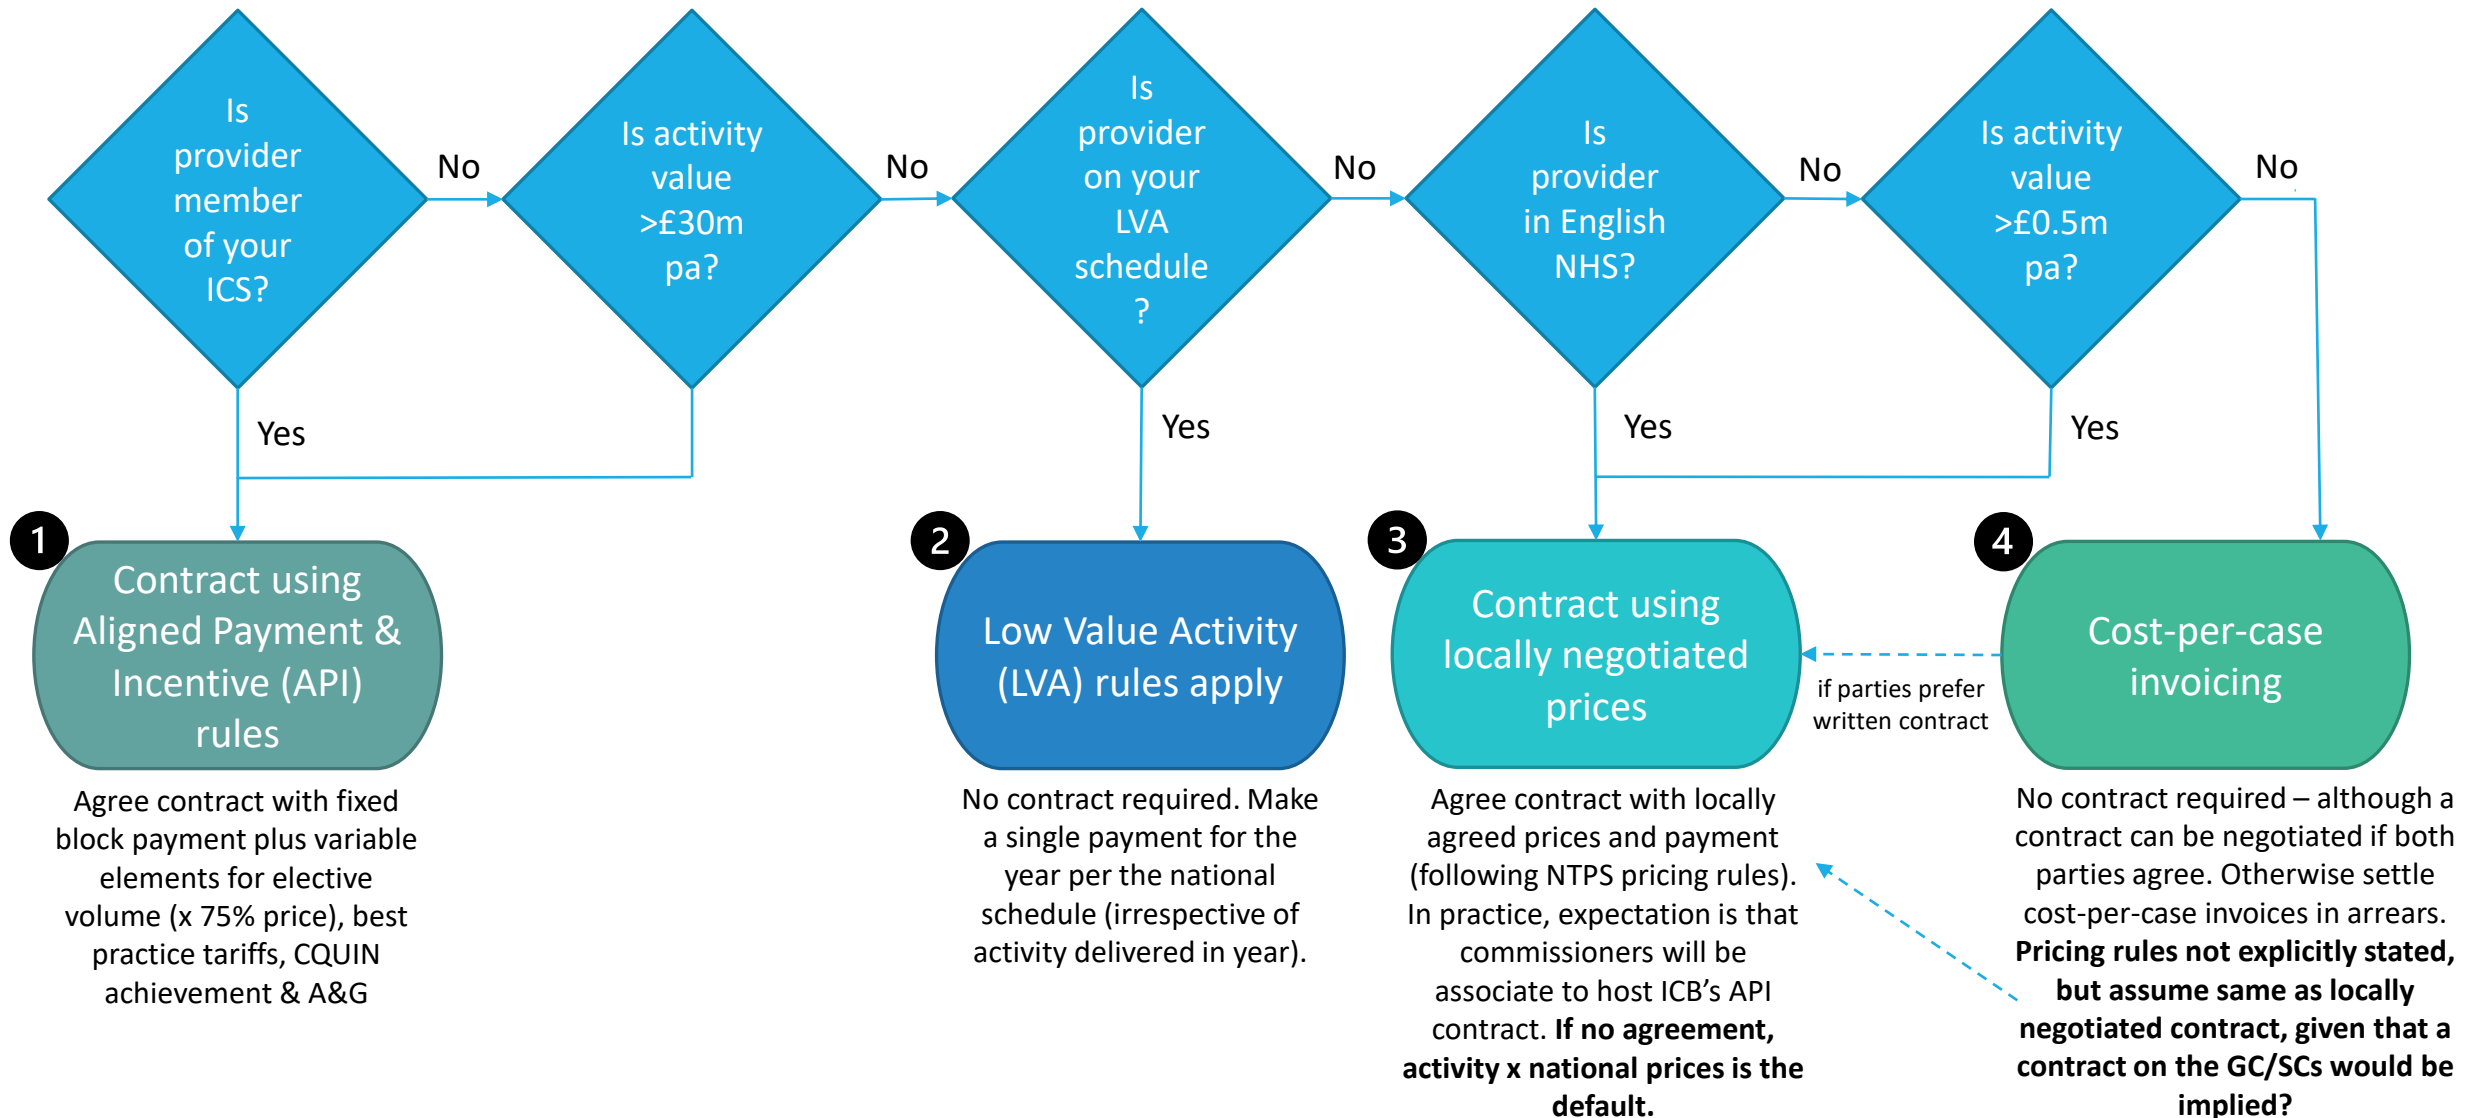 Is
provider
member
of your
ICS?
No
Is activity
value
>£30m
pa?
No
Is
provider
on your
LVA
schedule
?
No
Is
provider
in English
NHS?
No
Is activity
value
>£0.5m
pa?
No
Yes
Yes
Yes
Yes
1
Contract using
Aligned Payment &
Incentive (API)
rules
Agree contract with fixed
block payment plus variable
elements for elective
volume (x 75% price), best
practice tariffs, CQUIN
achievement & A&G
2
Low Value Activity
(LVA) rules apply
No contract required. Make
a single payment for the
year per the national
schedule (irrespective of
activity delivered in year).
3
Contract using
locally negotiated
prices
Agree contract with locally
agreed prices and payment
(following NTPS pricing rules).
In practice, expectation is that
commissioners will be
associate to host ICB’s API
contract. If no agreement,
activity x national prices is the
default.
if parties prefer
written contract
4
Cost-per-case
invoicing
No contract required – although a
contract can be negotiated if both
parties agree. Otherwise settle
cost-per-case invoices in arrears.
Pricing rules not explicitly stated,
but assume same as locally
negotiated contract, given that a
contract on the GC/SCs would be
implied?